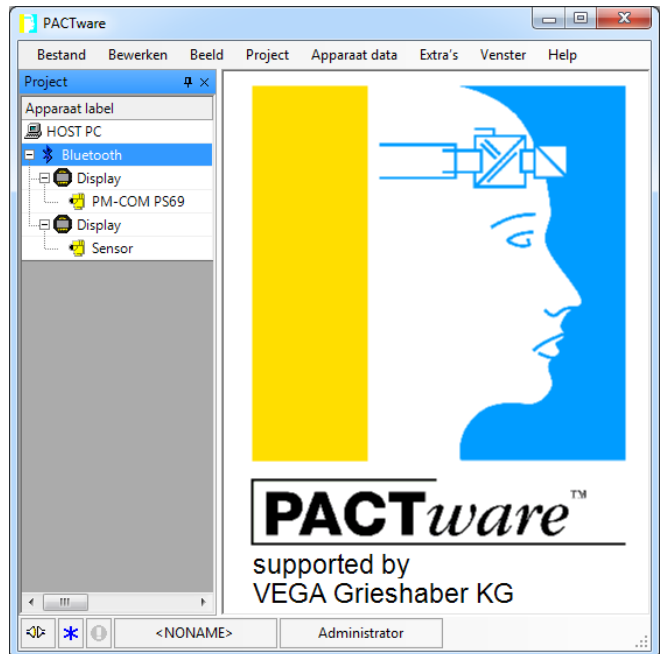 PACTware
Bestand Bewerken Beeld Project Apparaat data Extra's Venster Help
Project
Apparaat label
HOST PC
Bluetooth
Display
PM-COM PS69
Display
Sensor
PACTware™
supported by
VEGA Grieshaber KG
<NONAME> Administrator